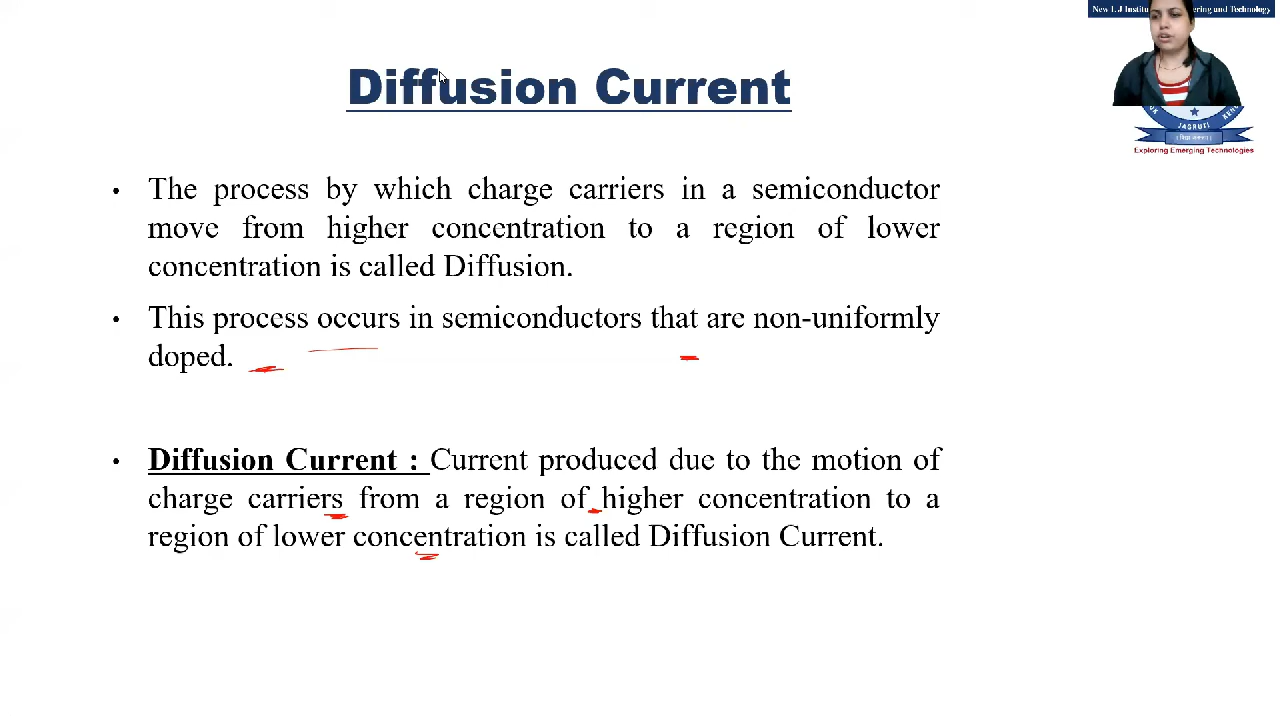 New L J Institu ering and Technology
Diffusion Current
JAGRUTI
Exploring Emerging Technologies
• The process by which charge carriers in a semiconductor
move from higher concentration to a region of lower
concentration is called Diffusion.
• This process occurs in semiconductors that are non-uniformly
doped.
• Diffusion Current : Current produced due to the motion of
charge carriers from a region of higher concentration to a
region of lower concentration is called Diffusion Current.